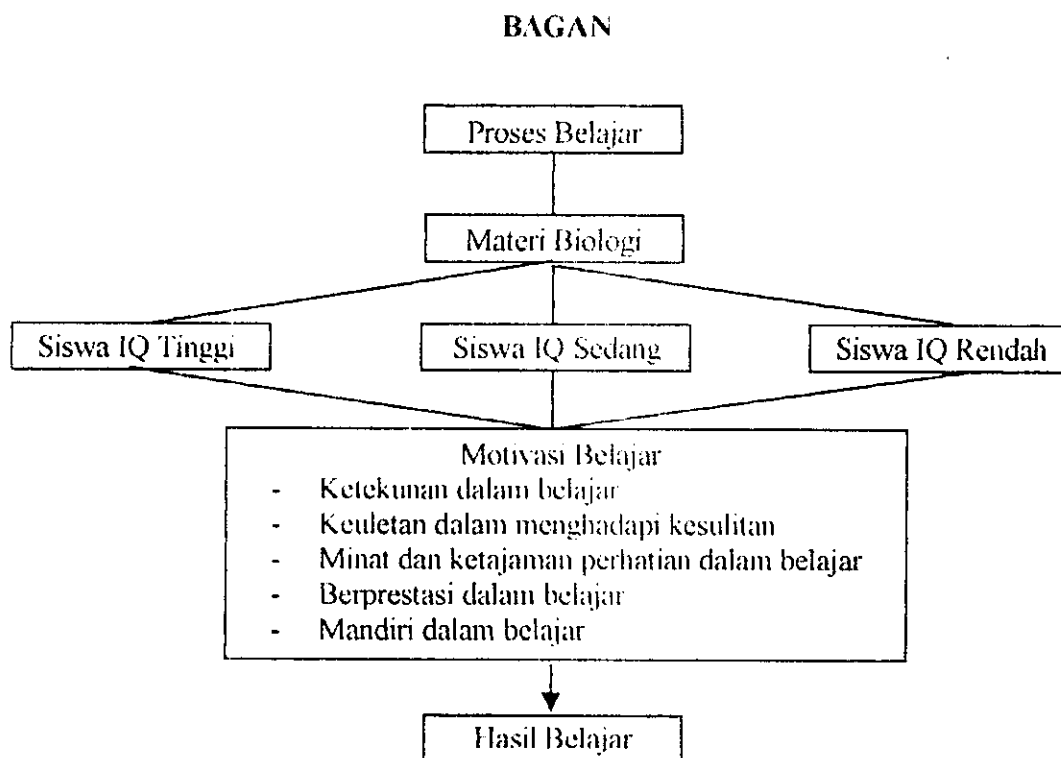 BAGAN
Proses Belajar
Materi Biologi
Siswa IQ Tinggi
Siswa IQ Sedang
Siswa IQ Rendah
Motivasi Belajar
- Ketekunan dalam belajar
- Keuletan dalam menghadapi kesulitan
- Minat dan ketajaman perhatian dalam belajar
- Berprestasi dalam belajar
- Mandiri dalam belajar
Hasil Belajar